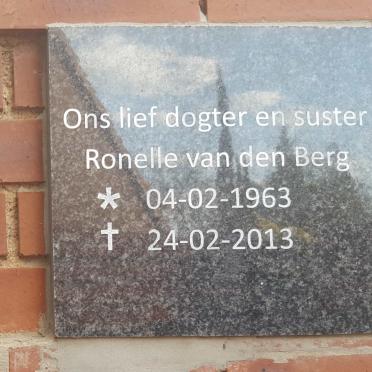 Ons lief dogter en suster
Ronelle van den Berg
* 04-02-1963
† 24-02-2013